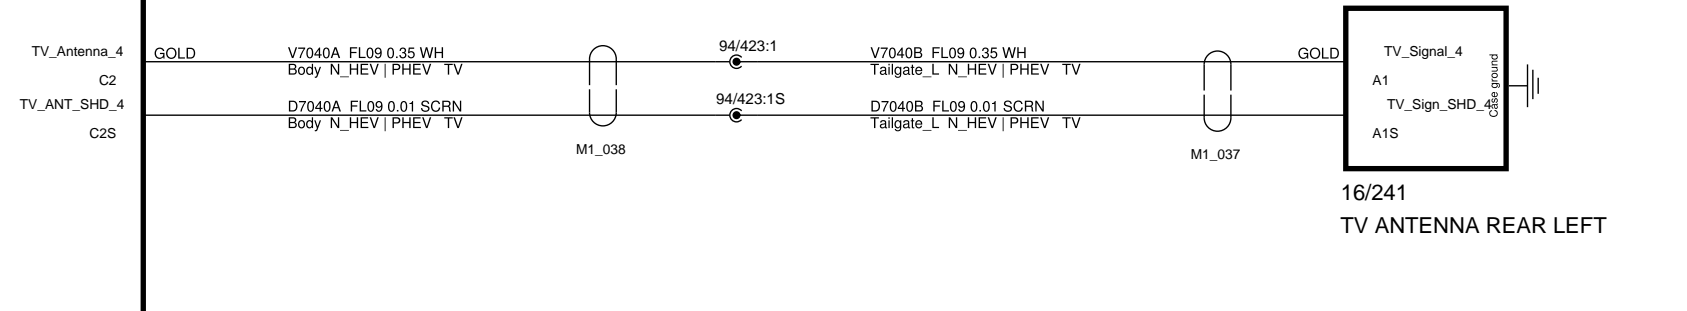 TV_Antenna_4
GOLD
V7040A FL09 0.35 WH
Body N_HEV | PHEV TV
94/423:1
V7040B FL09 0.35 WH
Tailgate_L N_HEV | PHEV TV
GOLD
TV_Signal_4
C2
A1
Case ground
TV_ANT_SHD_4
D7040A FL09 0.01 SCRN
Body N_HEV | PHEV TV
94/423:1S
D7040B FL09 0.01 SCRN
Tailgate_L N_HEV | PHEV TV
TV_Sign_SHD_4
C2S
A1S
M1_038
M1_037
16/241
TV ANTENNA REAR LEFT